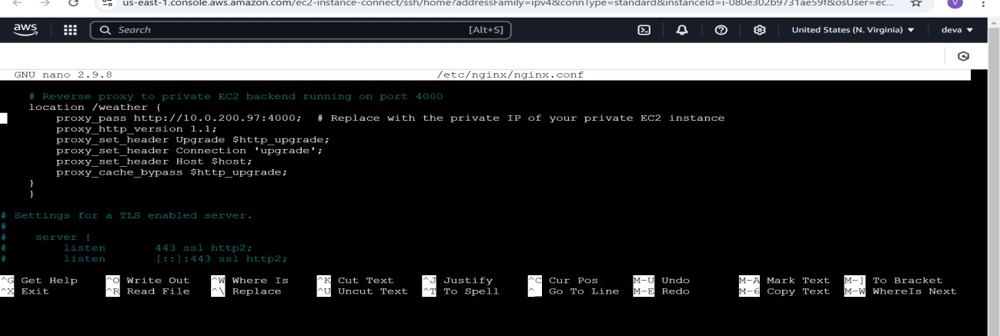 us-east-1.console.aws.amazon.com/ec2-instance-connect/ssh/home?addressFamily=ipv4&connType=standard&instanceId=i-080e302b9731ae59f&osUser=ec...
V
aws Search [Alt+S] United States (N. Virginia) ▼ deva ▼
GNU nano 2.9.8 /etc/nginx/nginx.conf
# Reverse proxy to private EC2 backend running on port 4000
location /weather {
proxy_pass http://10.0.200.97:4000; # Replace with the private IP of your private EC2 instance
proxy_http_version 1.1;
proxy_set_header Upgrade $http_upgrade;
proxy_set_header Connection 'upgrade';
proxy_set_header Host $host;
proxy_cache_bypass $http_upgrade;
}
}
# Settings for a TLS enabled server.
#
# server {
# listen 443 ssl http2;
# listen [::]:443 ssl http2;
^G Get Help ^O Write Out ^W Where Is ^K Cut Text ^J Justify ^C Cur Pos M-U Undo M-A Mark Text M-] To Bracket
^X Exit ^R Read File ^\ Replace ^U Uncut Text ^T To Spell ^_ Go To Line M-E Redo M-6 Copy Text M-W WhereIs Next